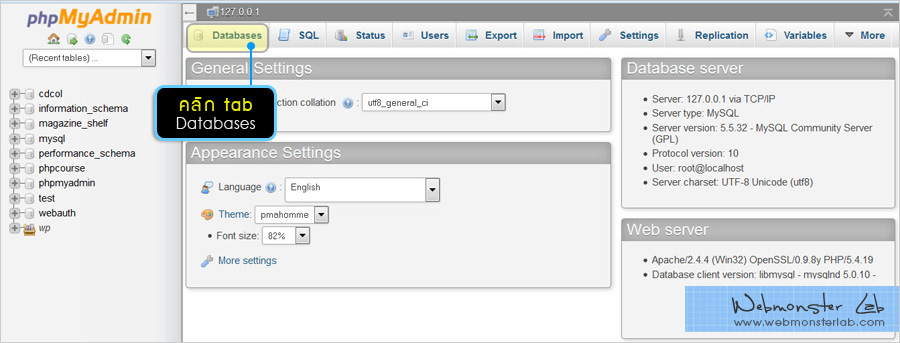 phpMyAdmin
(Recent tables) ...
cdcol
information_schema
magazine_shelf
mysql
performance_schema
phpcourse
phpmyadmin
test
webauth
wp
127.0.0.1
Databases
SQL
Status
Users
Export
Import
Settings
Replication
Variables
More
General Settings
ction collation
: utf8_general_ci
คลิก tab
Databases
Appearance Settings
Language : English
Theme: pmahomme
• Font size: 82%
More settings
Database server
• Server: 127.0.0.1 via TCP/IP
• Server type: MySQL
• Server version: 5.5.32 - MySQL Community Server
(GPL)
• Protocol version: 10
• User: root@localhost
• Server charset: UTF-8 Unicode (utf8)
Web server
• Apache/2.4.4 (Win32) OpenSSL/0.9.8y PHP/5.4.19
• Database client version: libmysql - mysqlnd 5.0.10 -
Webmonster Lab
www.webmonsterlab.com